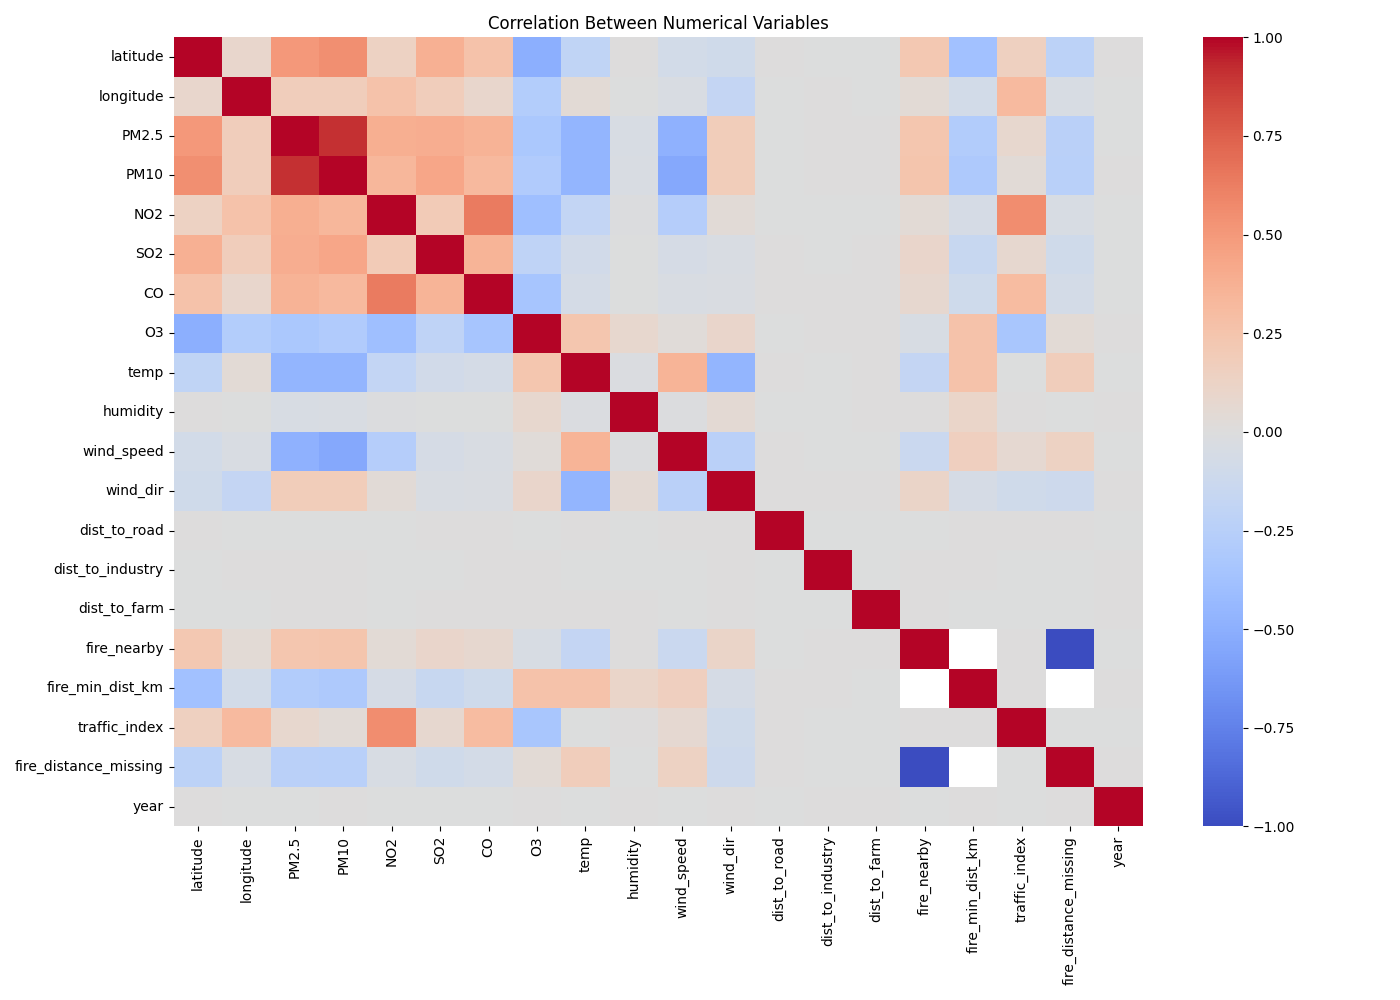 Correlation Between Numerical Variables
latitude
longitude
PM2.5
PM10
NO2
SO2
CO
O3
temp
humidity
wind_speed
wind_dir
dist_to_road
dist_to_industry
dist_to_farm
fire_nearby
fire_min_dist_km
traffic_index
fire_distance_missing
year
latitude
longitude
PM2.5
PM10
NO2
SO2
CO
O3
temp
humidity
wind_speed
wind_dir
dist_to_road
dist_to_industry
dist_to_farm
fire_nearby
fire_min_dist_km
traffic_index
fire_distance_missing
year
1.00
0.75
0.50
0.25
0.00
−0.25
−0.50
−0.75
−1.00